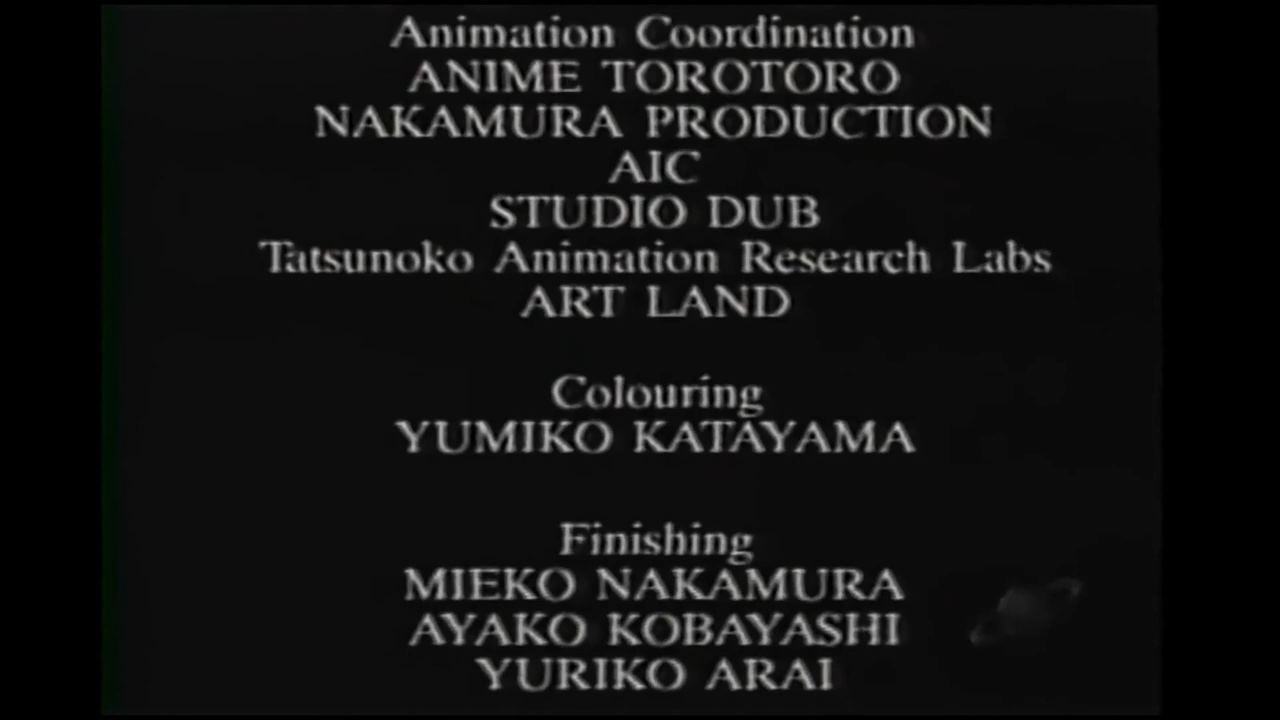 Animation Coordination
ANIME TOROTORO
NAKAMURA PRODUCTION
AIC
STUDIO DUB
Tatsunoko Animation Research Labs
ART LAND
Colouring
YUMIKO KATAYAMA
Finishing
MIEKO NAKAMURA
AYAKO KOBAYASHI
YURIKO ARAI